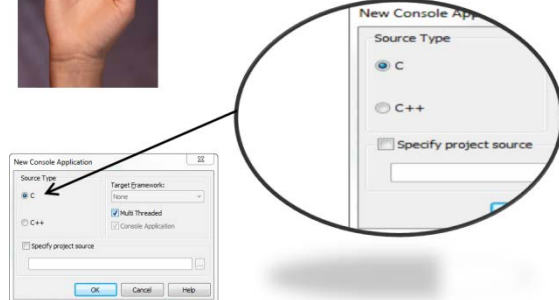 New Console App
Source Type
C
C++
Specify project source
New Console Application
Source Type
C
C++
Target Framework:
None
Multi Threaded
Console Application
Specify project source
...
OK
Cancel
Help